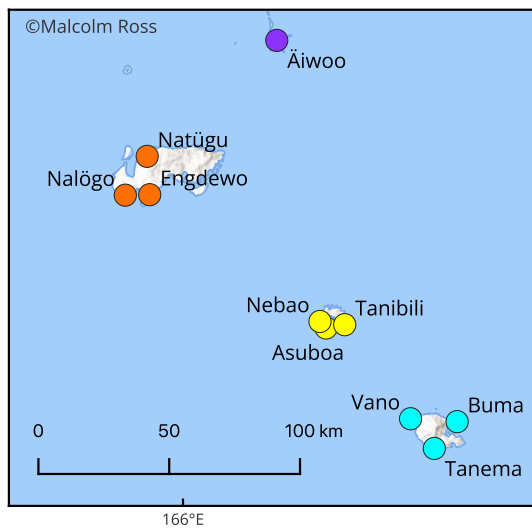 ©Malcolm Ross
Äiwoo
Natügu
Nalögo
Engdewo
Nebao
Tanibili
Asuboa
Vano
Buma
Tanema
0 50 100 km
166°E